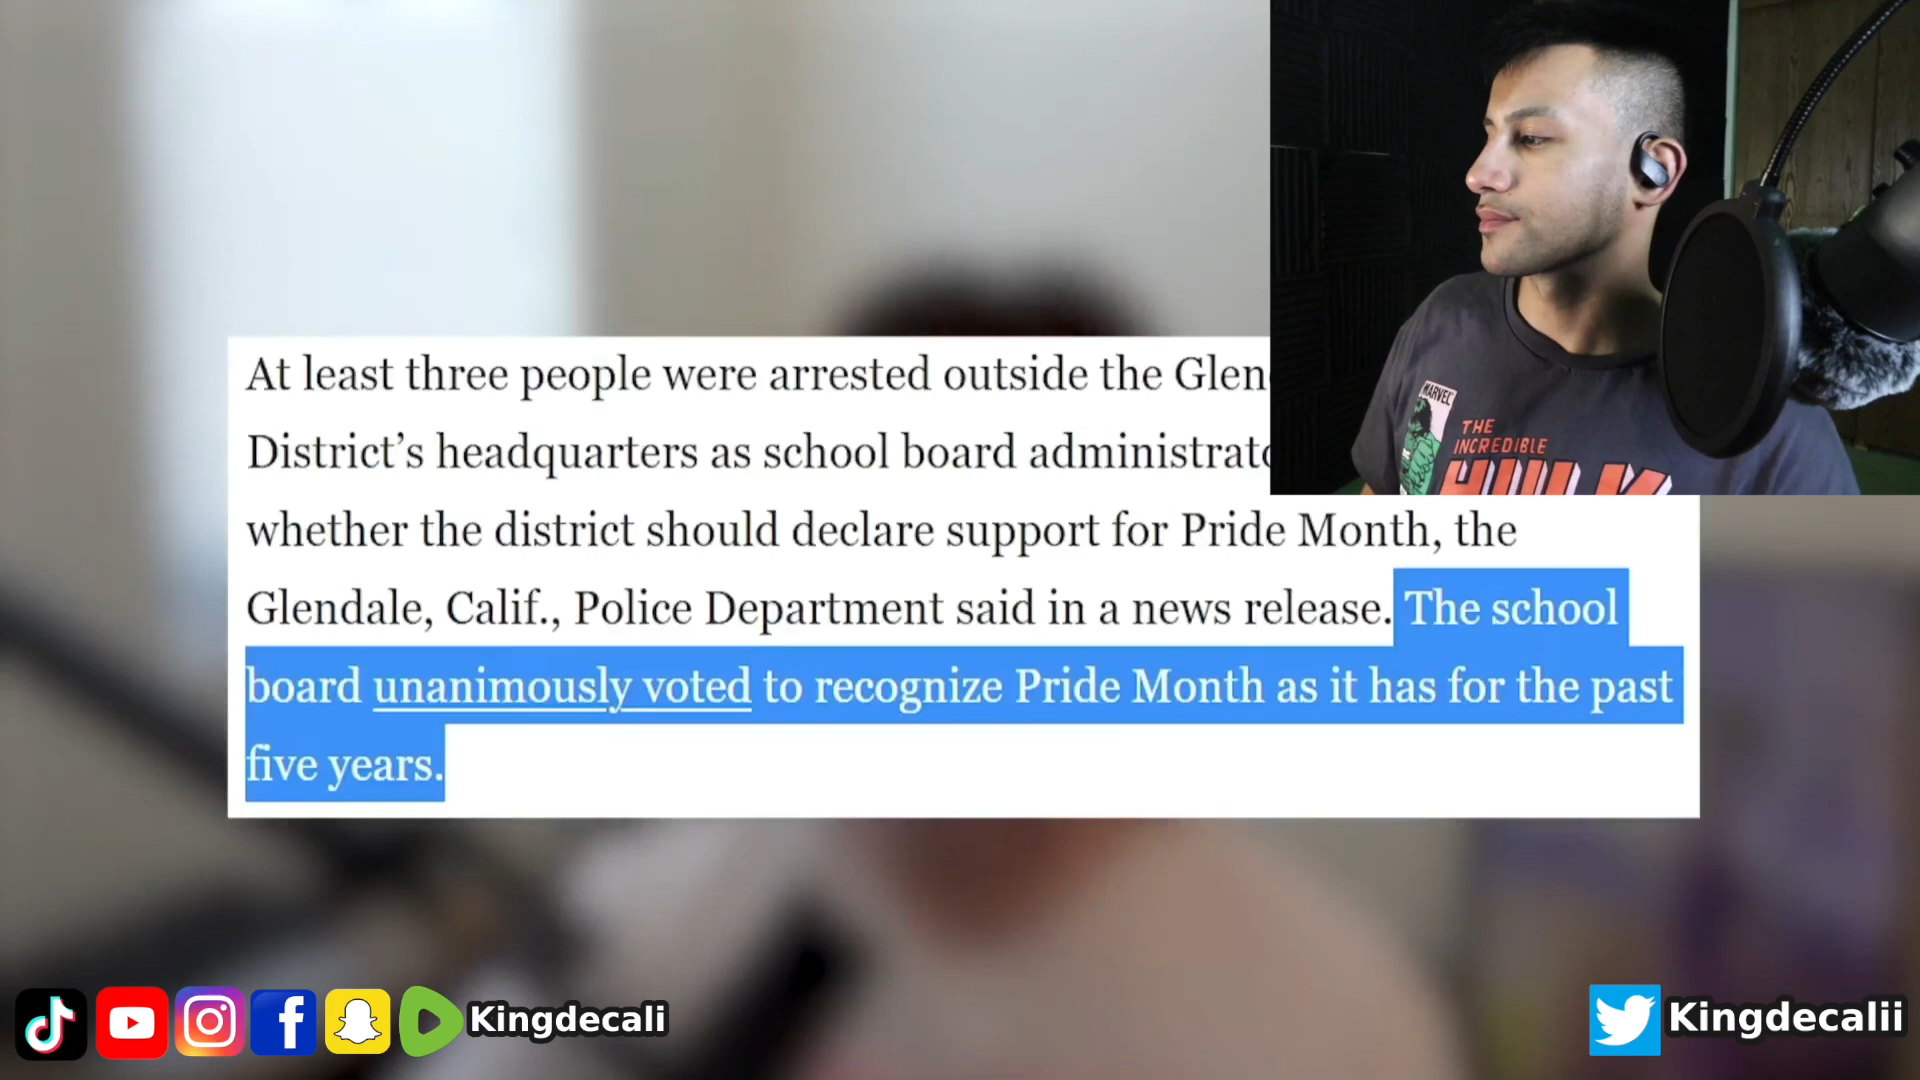 At least three people were arrested outside the Glen
District’s headquarters as school board administrato
whether the district should declare support for Pride Month, the
Glendale, Calif., Police Department said in a news release. The school
board unanimously voted to recognize Pride Month as it has for the past
five years.
MARVEL
THE
INCREDIBLE
HULK
Kingdecali
Kingdecalii